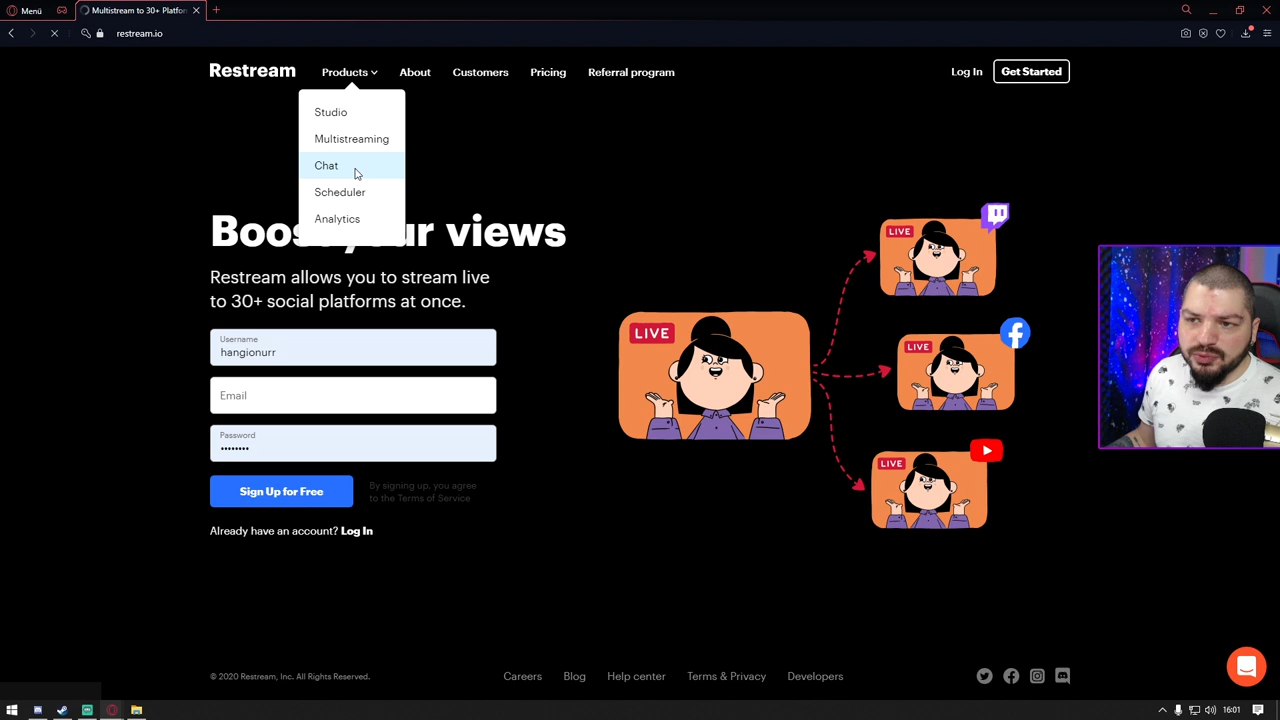 Menü
Multistream to 30+ Platfor
restream.io
Restream
Products
About
Customers
Pricing
Referral program
Log In
Get Started
Studio
Multistreaming
Chat
Scheduler
Analytics
views
Restream allows you to stream live
to 30+ social platforms at once.
Username
hangionurr
Email
Password
Sign Up for Free
By signing up, you agree
to the Terms of Service
Already have an account? Log In
LIVE
LIVE
LIVE
LIVE
© 2020 Restream, Inc. All Rights Reserved.
Careers
Blog
Help center
Terms & Privacy
Developers
16:01